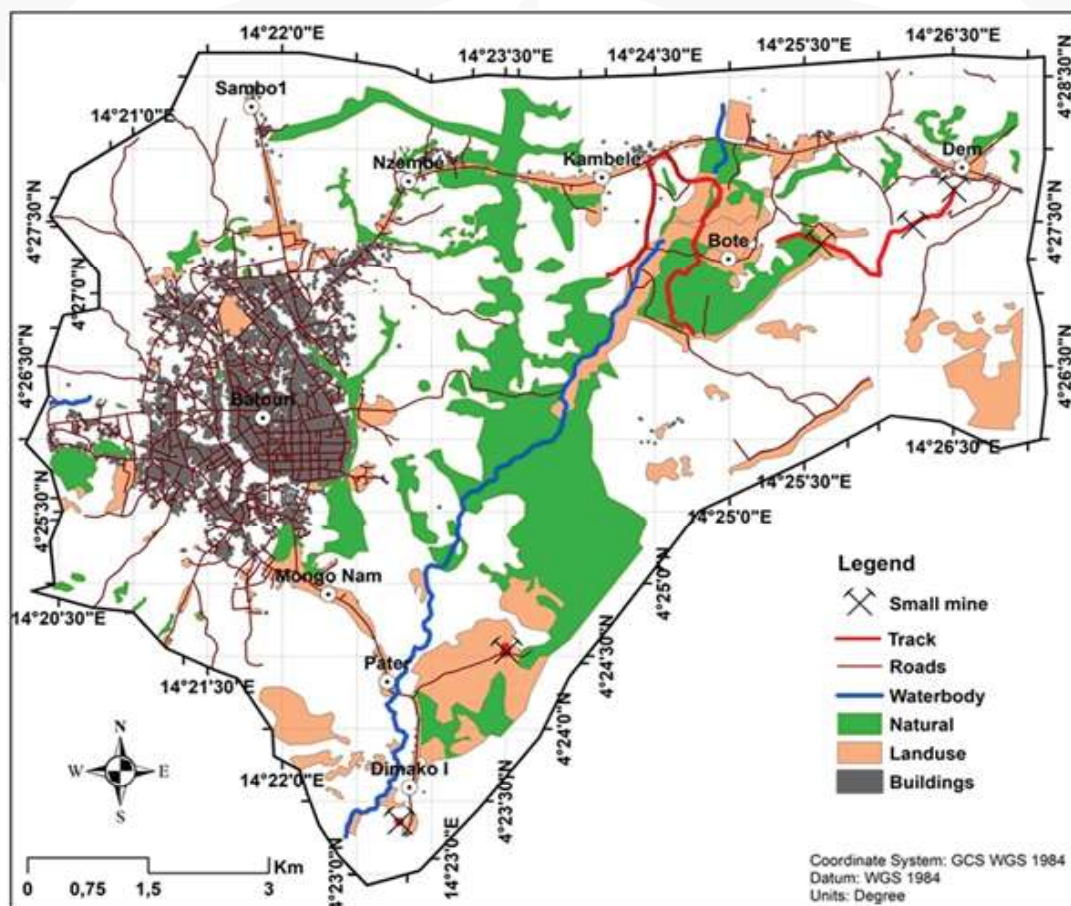 14°22'0"E
14°23'30"E
14°24'30"E
14°25'30"E
14°26'30"E
4°28'30"N
14°21'0"E
Sambo1
Nzembe
Kambele
Dem
4°27'30"N
4°27'30"N
Bote
4°27'0"N
4°26'30"N
4°26'30"N
Batouri
14°26'30"E
14°25'30"E
4°25'30"N
14°25'0"E
Mongo Nam
14°20'30"E
4°25'0"N
4°24'30"N
Pater
14°21'30"E
4°24'0"N
14°22'0"E
Dimako I
4°23'30"N
14°23'0"E
4°23'0"N
Legend
Small mine
Track
Roads
Waterbody
Natural
Landuse
Buildings
N
W
E
S
Km
0
0,75
1,5
3
Coordinate System: GCS WGS 1984
Datum: WGS 1984
Units: Degree